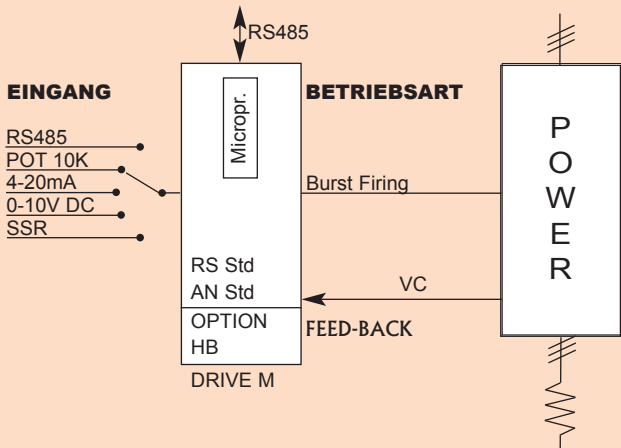 RS485
EINGANG
BETRIEBSART
Micropr.
RS485
POT 10K
4-20mA
0-10V DC
SSR
Burst Firing
POWER
RS Std
AN Std
VC
OPTION
HB
FEED-BACK
DRIVE M